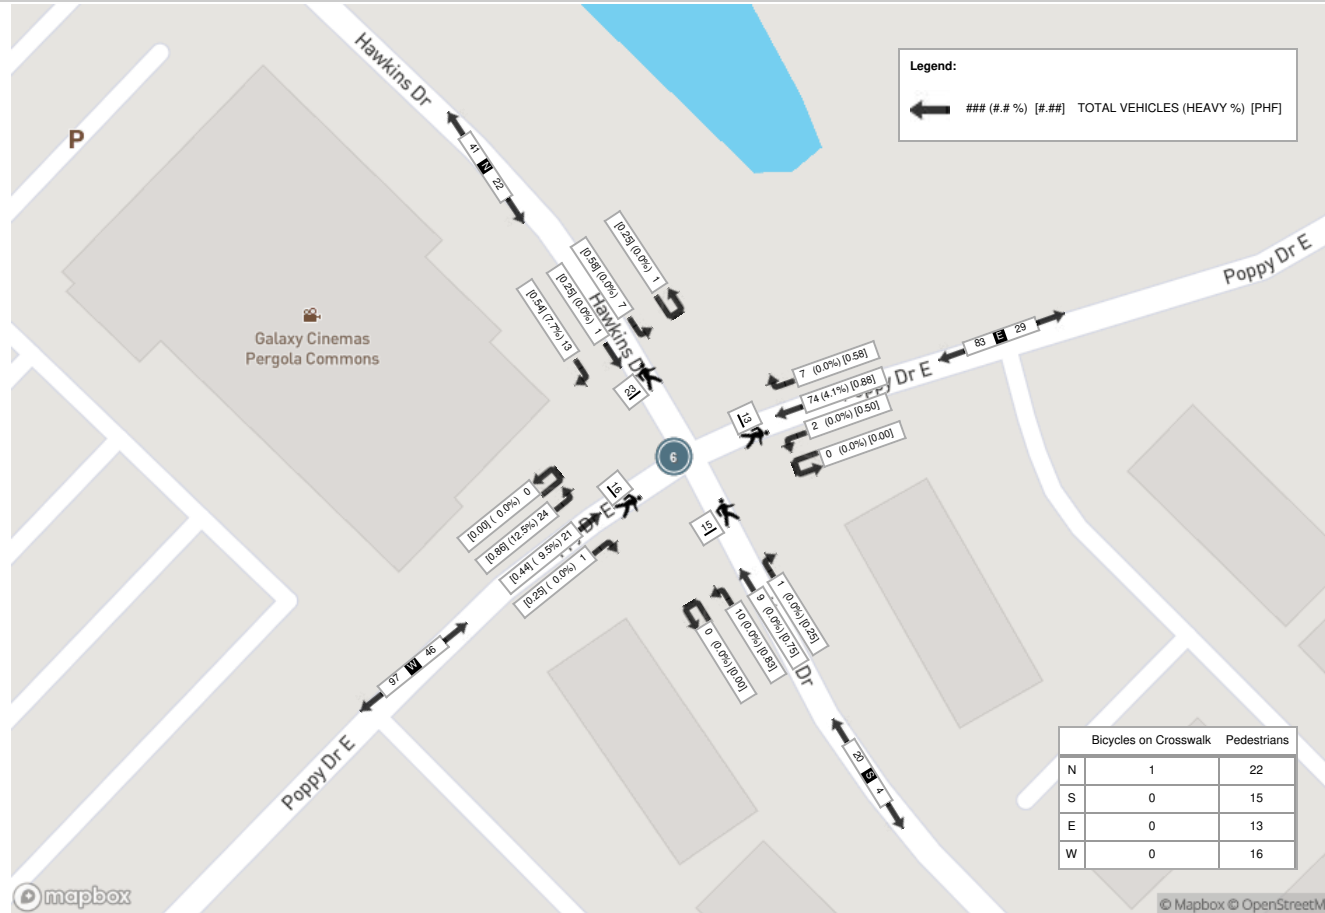 Hawkins Dr
Legend:
### (#.# %) [#.##] TOTAL VEHICLES (HEAVY %) [PHF]
P
41 N 22
[0.25] (0.0%) 1
[0.58] (0.0%) 7
[0.25] (0.0%) 1
[0.54] (7.7%) 13
Hawkins Dr
Poppy Dr E
83 E 29
Galaxy Cinemas
Pergola Commons
7 (0.0%) [0.58]
74 (4.1%) [0.88]
2 (0.0%) [0.50]
0 (0.0%) [0.00]
Dr E
23
13
6
16
15
[0.00] ( 0.0%) 0
[0.86] (12.5%) 24
[0.44] ( 9.5%) 21
[0.25] ( 0.0%) 1
E
1 (0.0%) [0.25]
9 (0.0%) [0.75]
10 (0.0%) [0.83]
0 (0.0%) [0.00]
Dr
97 W 46
Poppy Dr E
20 S 4
Bicycles on Crosswalk Pedestrians
N 1 22
S 0 15
E 0 13
W 0 16
mapbox
© Mapbox © OpenStreetM